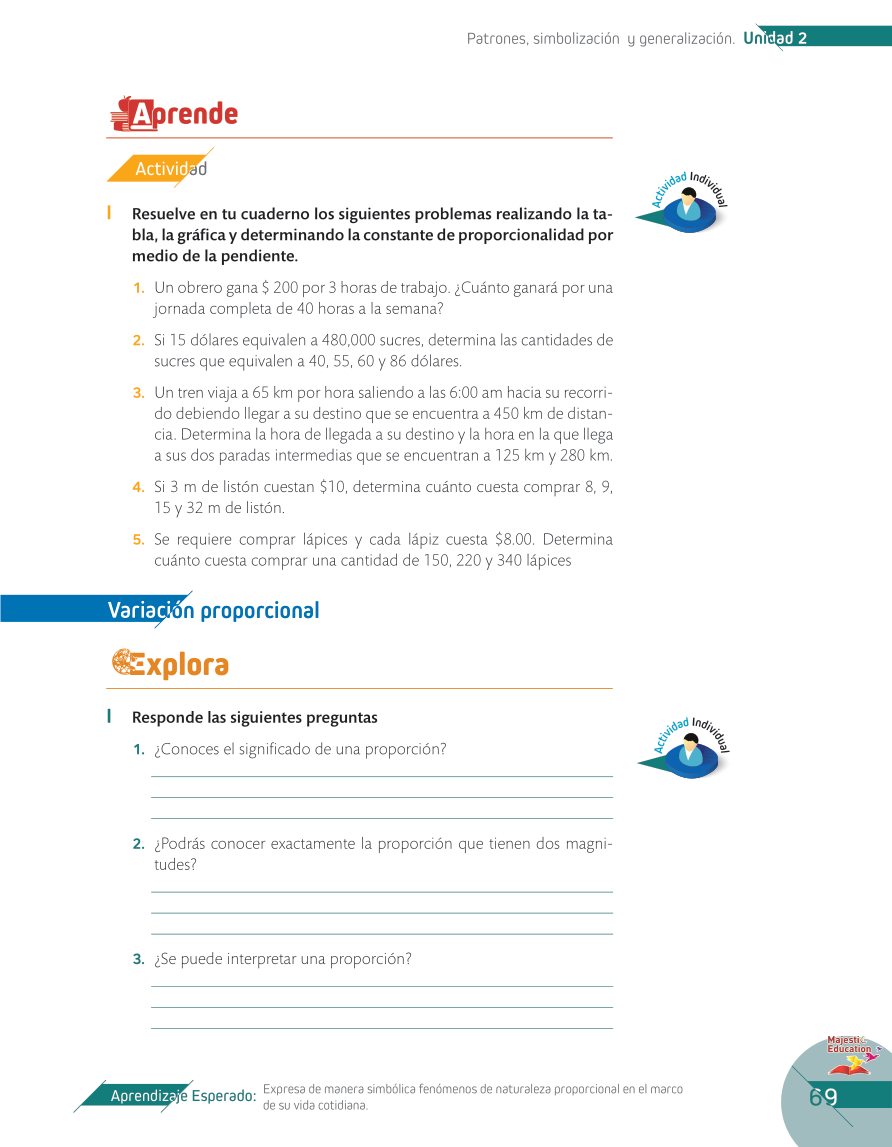 Patrones, simbolización y generalización. Unidad 2
Aprende
Actividad
Actividad Individual
I Resuelve en tu cuaderno los siguientes problemas realizando la ta-
bla, la gráfica y determinando la constante de proporcionalidad por
medio de la pendiente.
1. Un obrero gana $ 200 por 3 horas de trabajo. ¿Cuánto ganará por una
jornada completa de 40 horas a la semana?
2. Si 15 dólares equivalen a 480,000 sucres, determina las cantidades de
sucres que equivalen a 40, 55, 60 y 86 dólares.
3. Un tren viaja a 65 km por hora saliendo a las 6:00 am hacia su recorri-
do debiendo llegar a su destino que se encuentra a 450 km de distan-
cia. Determina la hora de llegada a su destino y la hora en la que llega
a sus dos paradas intermedias que se encuentran a 125 km y 280 km.
4. Si 3 m de listón cuestan $10, determina cuánto cuesta comprar 8, 9,
15 y 32 m de listón.
5. Se requiere comprar lápices y cada lápiz cuesta $8.00. Determina
cuánto cuesta comprar una cantidad de 150, 220 y 340 lápices
Variación proporcional
Explora
I Responde las siguientes preguntas
Actividad Individual
1. ¿Conoces el significado de una proporción?
2. ¿Podrás conocer exactamente la proporción que tienen dos magni-
tudes?
3. ¿Se puede interpretar una proporción?
Majestic
Education
Aprendizaje Esperado: Expresa de manera simbólica fenómenos de naturaleza proporcional en el marco
de su vida cotidiana.
69